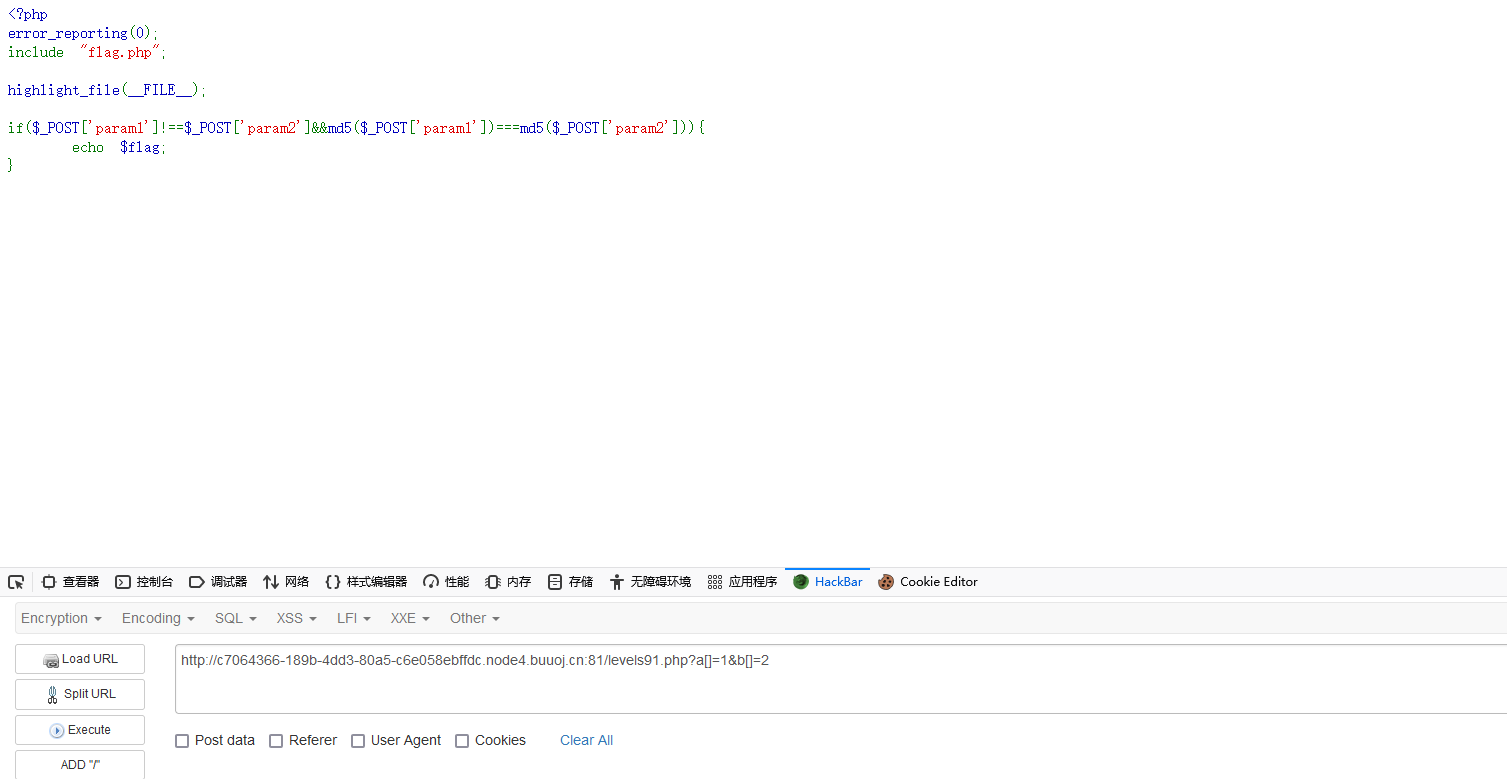 <?php
error_reporting(0);
include "flag.php";
highlight_file(__FILE__);
if($_POST['param1']!==$_POST['param2']&&md5($_POST['param1'])===md5($_POST['param2'])){
echo $flag;
}
查看器 控制台 调试器 网络 {} 样式编辑器 性能 内存 存储 无障碍环境 应用程序 HackBar Cookie Editor
Encryption Encoding SQL XSS LFI XXE Other
Load URL
http://c7064366-189b-4dd3-80a5-c6e058ebffdc.node4.buuoj.cn:81/levels91.php?a[]=1&b[]=2
Split URL
Execute
Post data Referer User Agent Cookies Clear All
ADD "/"